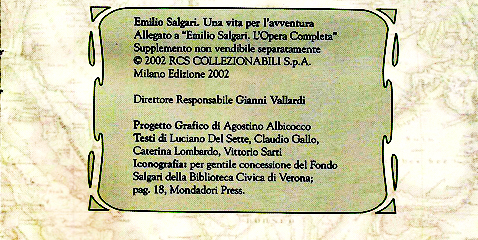 Emilio Salgari. Una vita per l'avventura
Allegato a "Emilio Salgari. L'Opera Completa"
Supplemento non vendibile separatamente
© 2002 RCS COLLEZIONABILI S.p.A.
Milano Edizione 2002
Direttore Responsabile Gianni Vallardi
Progetto Grafico di Agostino Albicocco
Testi di Luciano Del Sette, Claudio Gallo,
Caterina Lombardo, Vittorio Sarti
Iconografia: per gentile concessione del Fondo
Salgari della Biblioteca Civica di Verona;
pag. 18, Mondadori Press.